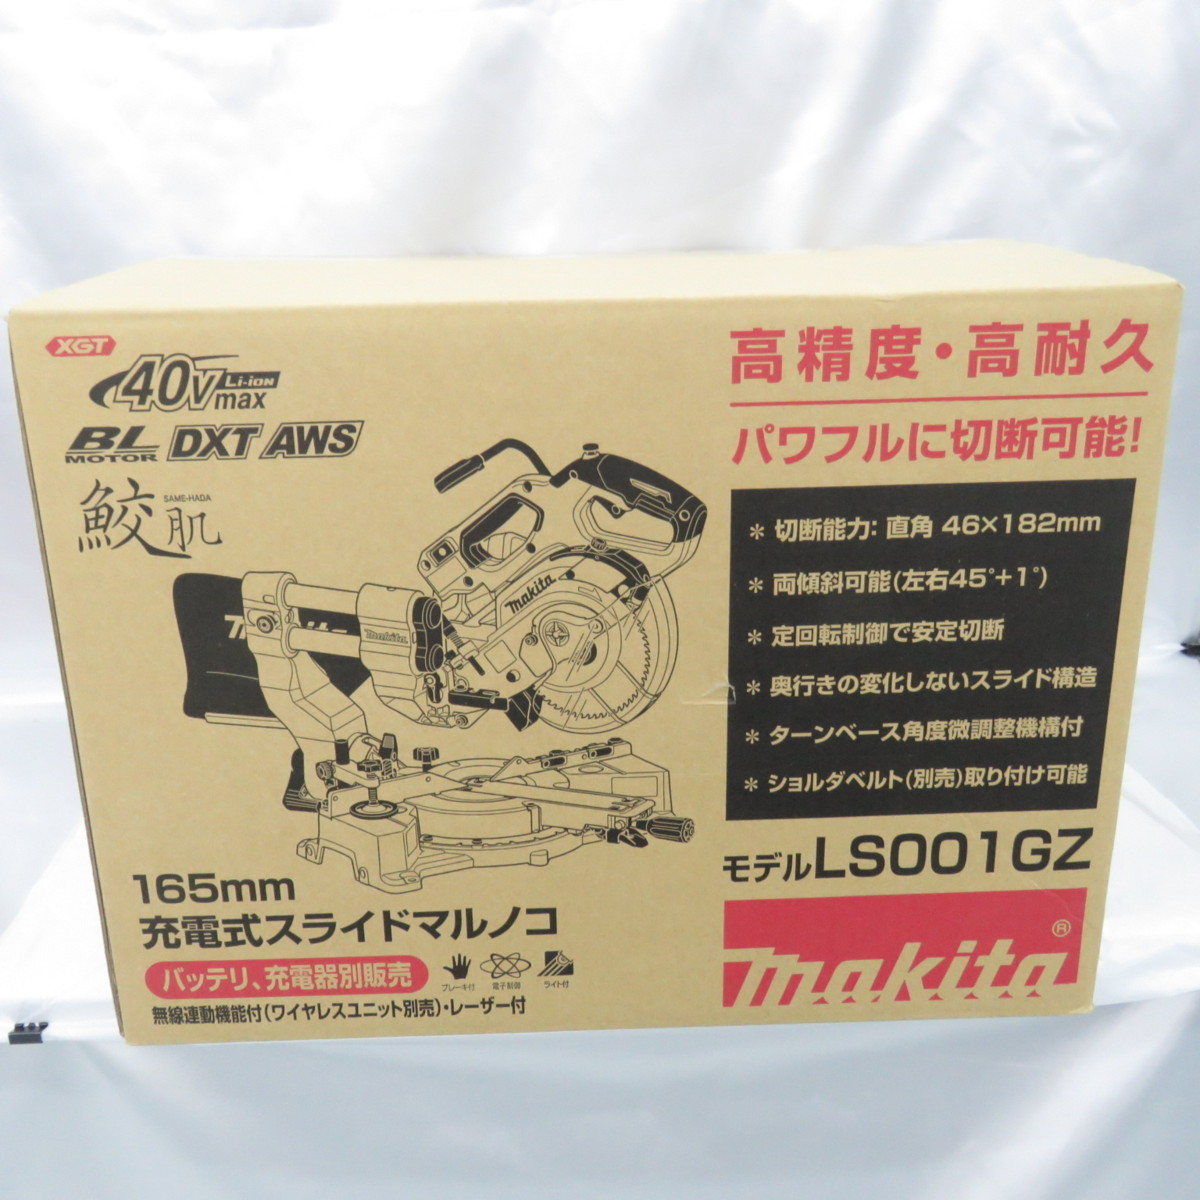 XGT
40Vmax Li-ion
BL MOTOR DXT AWS
鮫肌 SAME-HADA
makita
Makita
165mm
充電式スライドマルノコ
バッテリ、充電器別販売
ブレーキ付 電子制御 ライト付
無線連動機能付(ワイヤレスユニット別売)・レーザー付
高精度・高耐久
パワフルに切断可能!
* 切断能力: 直角 46×182mm
* 両傾斜可能(左右45°+1°)
* 定回転制御で安定切断
* 奥行きの変化しないスライド構造
* ターンベース角度微調整機構付
* ショルダベルト(別売)取り付け可能
モデルLS001GZ
makita®